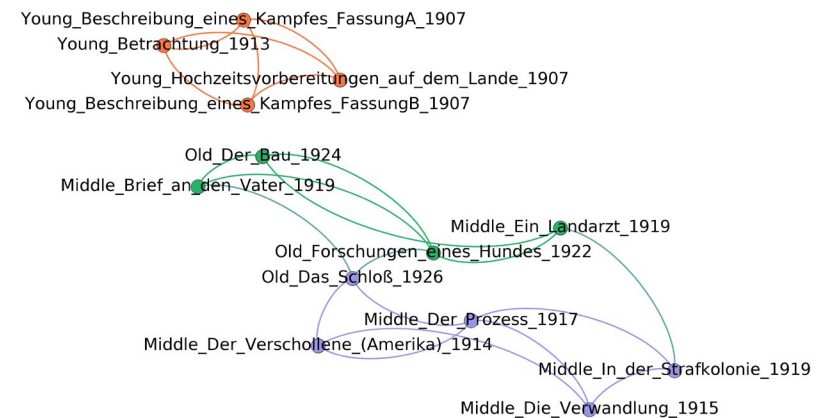 Young_Beschreibung_eines_Kampfes_FassungA_1907
Young_Betrachtung_1913
Young_Hochzeitsvorbereitungen_auf_dem_Lande_1907
Young_Beschreibung_eines_Kampfes_FassungB_1907
Old_Der_Bau_1924
Middle_Brief_an_den_Vater_1919
Middle_Ein_Landarzt_1919
Old_Forschungen_eines_Hundes_1922
Old_Das_Schloß_1926
Middle_Der_Prozess_1917
Middle_Der_Verschollene_(Amerika)_1914
Middle_In_der_Strafkolonie_1919
Middle_Die_Verwandlung_1915